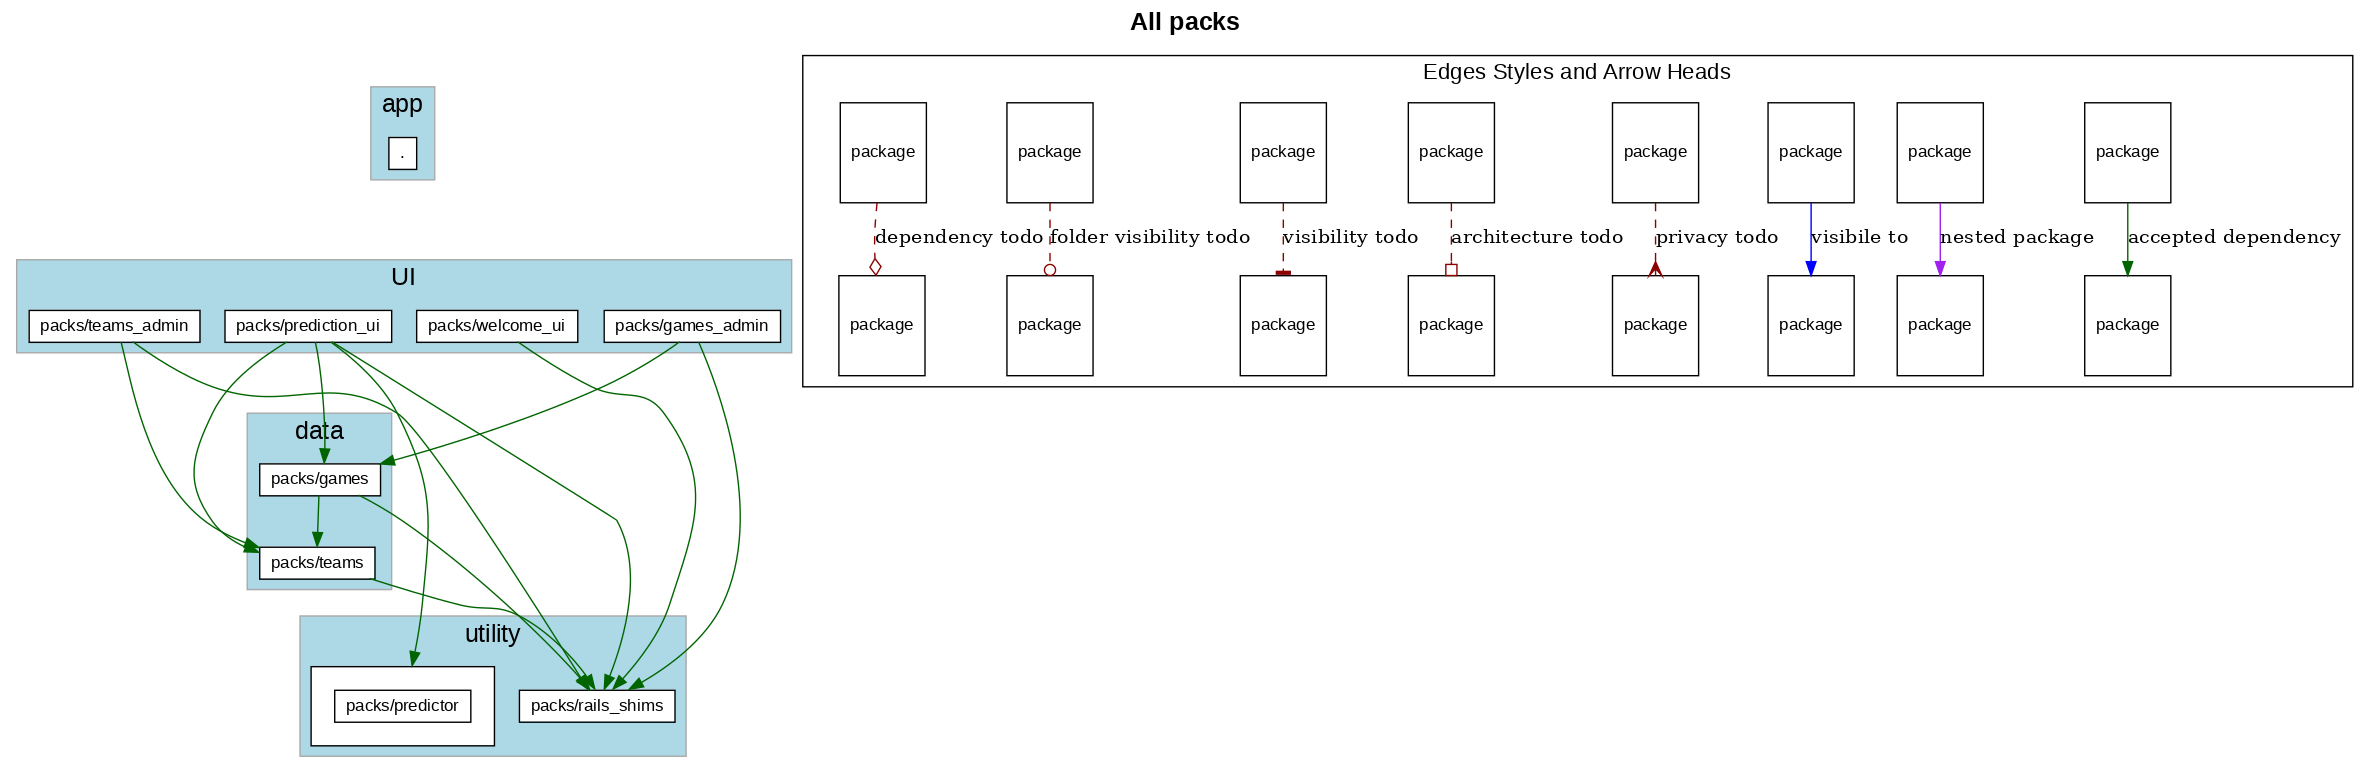 All packs
app
.
UI
packs/teams_admin
packs/prediction_ui
packs/welcome_ui
packs/games_admin
data
packs/games
packs/teams
utility
packs/predictor
packs/rails_shims
Edges Styles and Arrow Heads
package
package
package
package
package
package
package
package
dependency todo
folder visibility todo
visibility todo
architecture todo
privacy todo
visibile to
nested package
accepted dependency
package
package
package
package
package
package
package
package